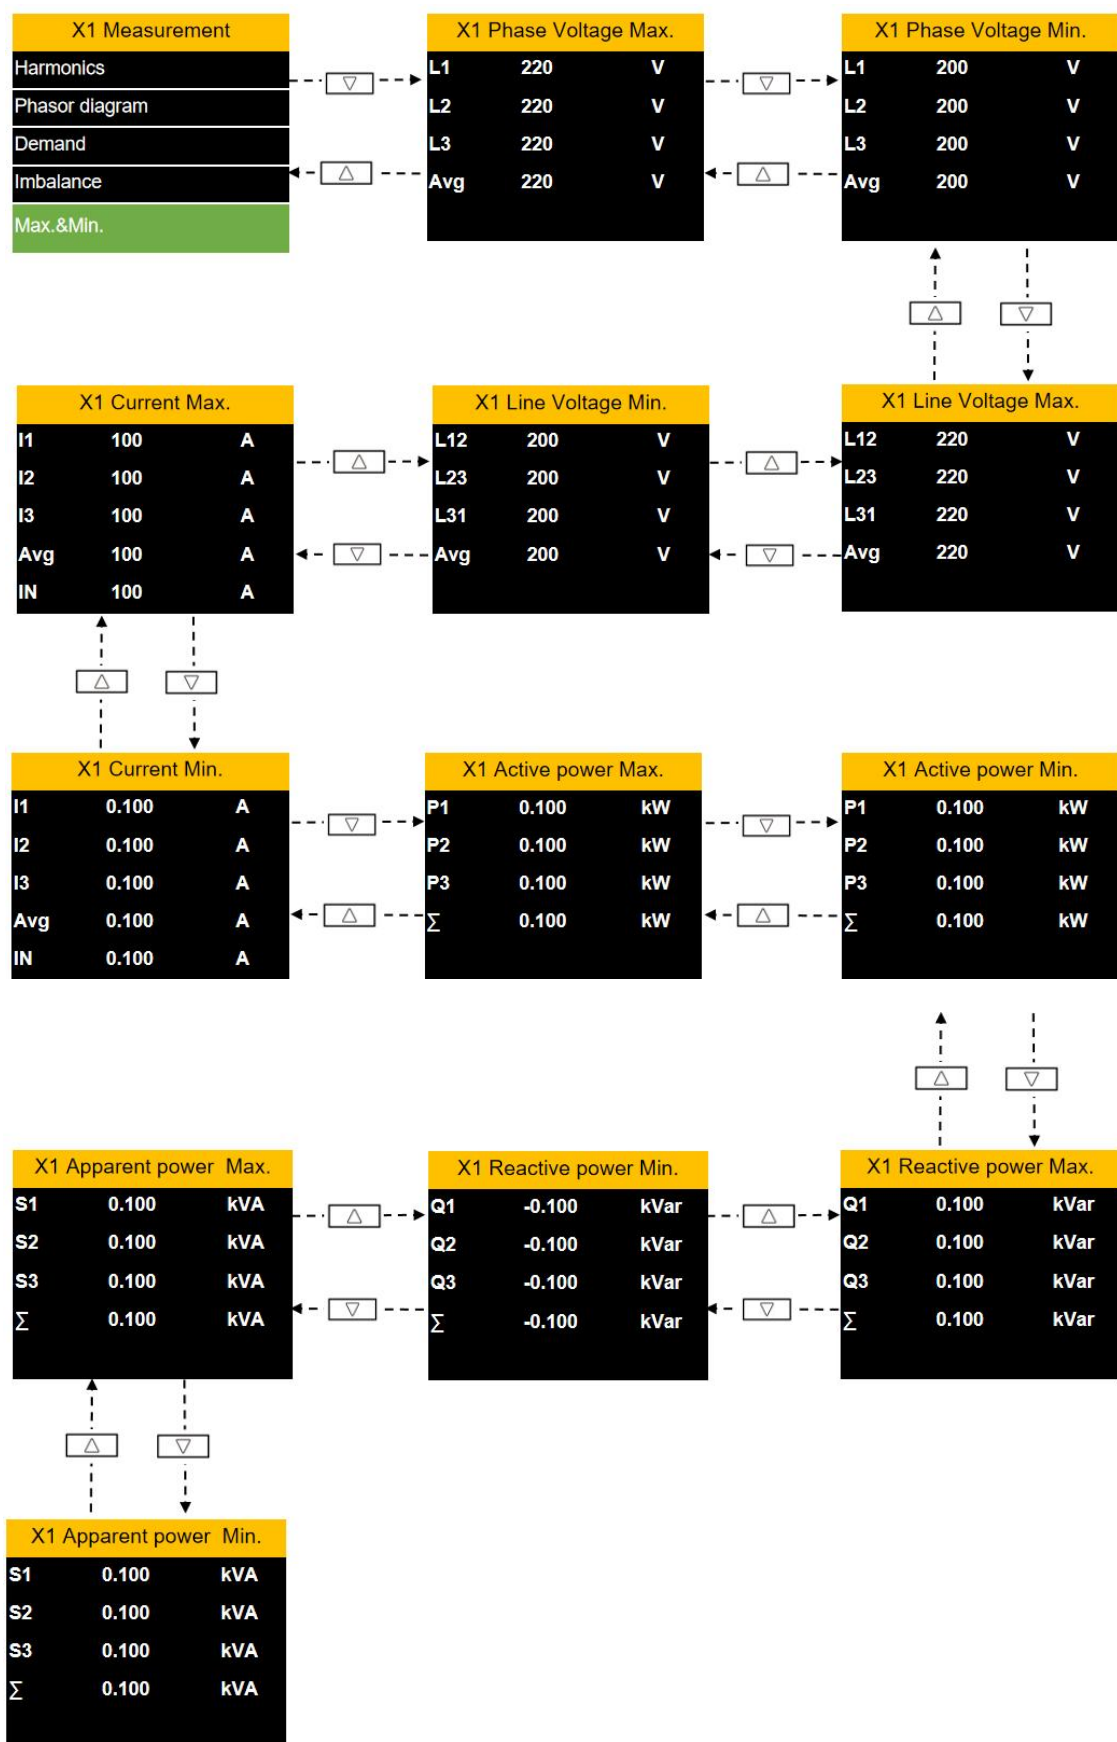 X1 Measurement
Harmonics
Phasor diagram
Demand
Imbalance
Max.&Min.
X1 Phase Voltage Max.
L1 220 V
L2 220 V
L3 220 V
Avg 220 V
X1 Phase Voltage Min.
L1 200 V
L2 200 V
L3 200 V
Avg 200 V
X1 Current Max.
I1 100 A
I2 100 A
I3 100 A
Avg 100 A
IN 100 A
X1 Line Voltage Min.
L12 200 V
L23 200 V
L31 200 V
Avg 200 V
X1 Line Voltage Max.
L12 220 V
L23 220 V
L31 220 V
Avg 220 V
X1 Current Min.
I1 0.100 A
I2 0.100 A
I3 0.100 A
Avg 0.100 A
IN 0.100 A
X1 Active power Max.
P1 0.100 kW
P2 0.100 kW
P3 0.100 kW
∑ 0.100 kW
X1 Active power Min.
P1 0.100 kW
P2 0.100 kW
P3 0.100 kW
∑ 0.100 kW
X1 Apparent power Max.
S1 0.100 kVA
S2 0.100 kVA
S3 0.100 kVA
∑ 0.100 kVA
X1 Reactive power Min.
Q1 -0.100 kVar
Q2 -0.100 kVar
Q3 -0.100 kVar
∑ -0.100 kVar
X1 Reactive power Max.
Q1 0.100 kVar
Q2 0.100 kVar
Q3 0.100 kVar
∑ 0.100 kVar
X1 Apparent power Min.
S1 0.100 kVA
S2 0.100 kVA
S3 0.100 kVA
∑ 0.100 kVA